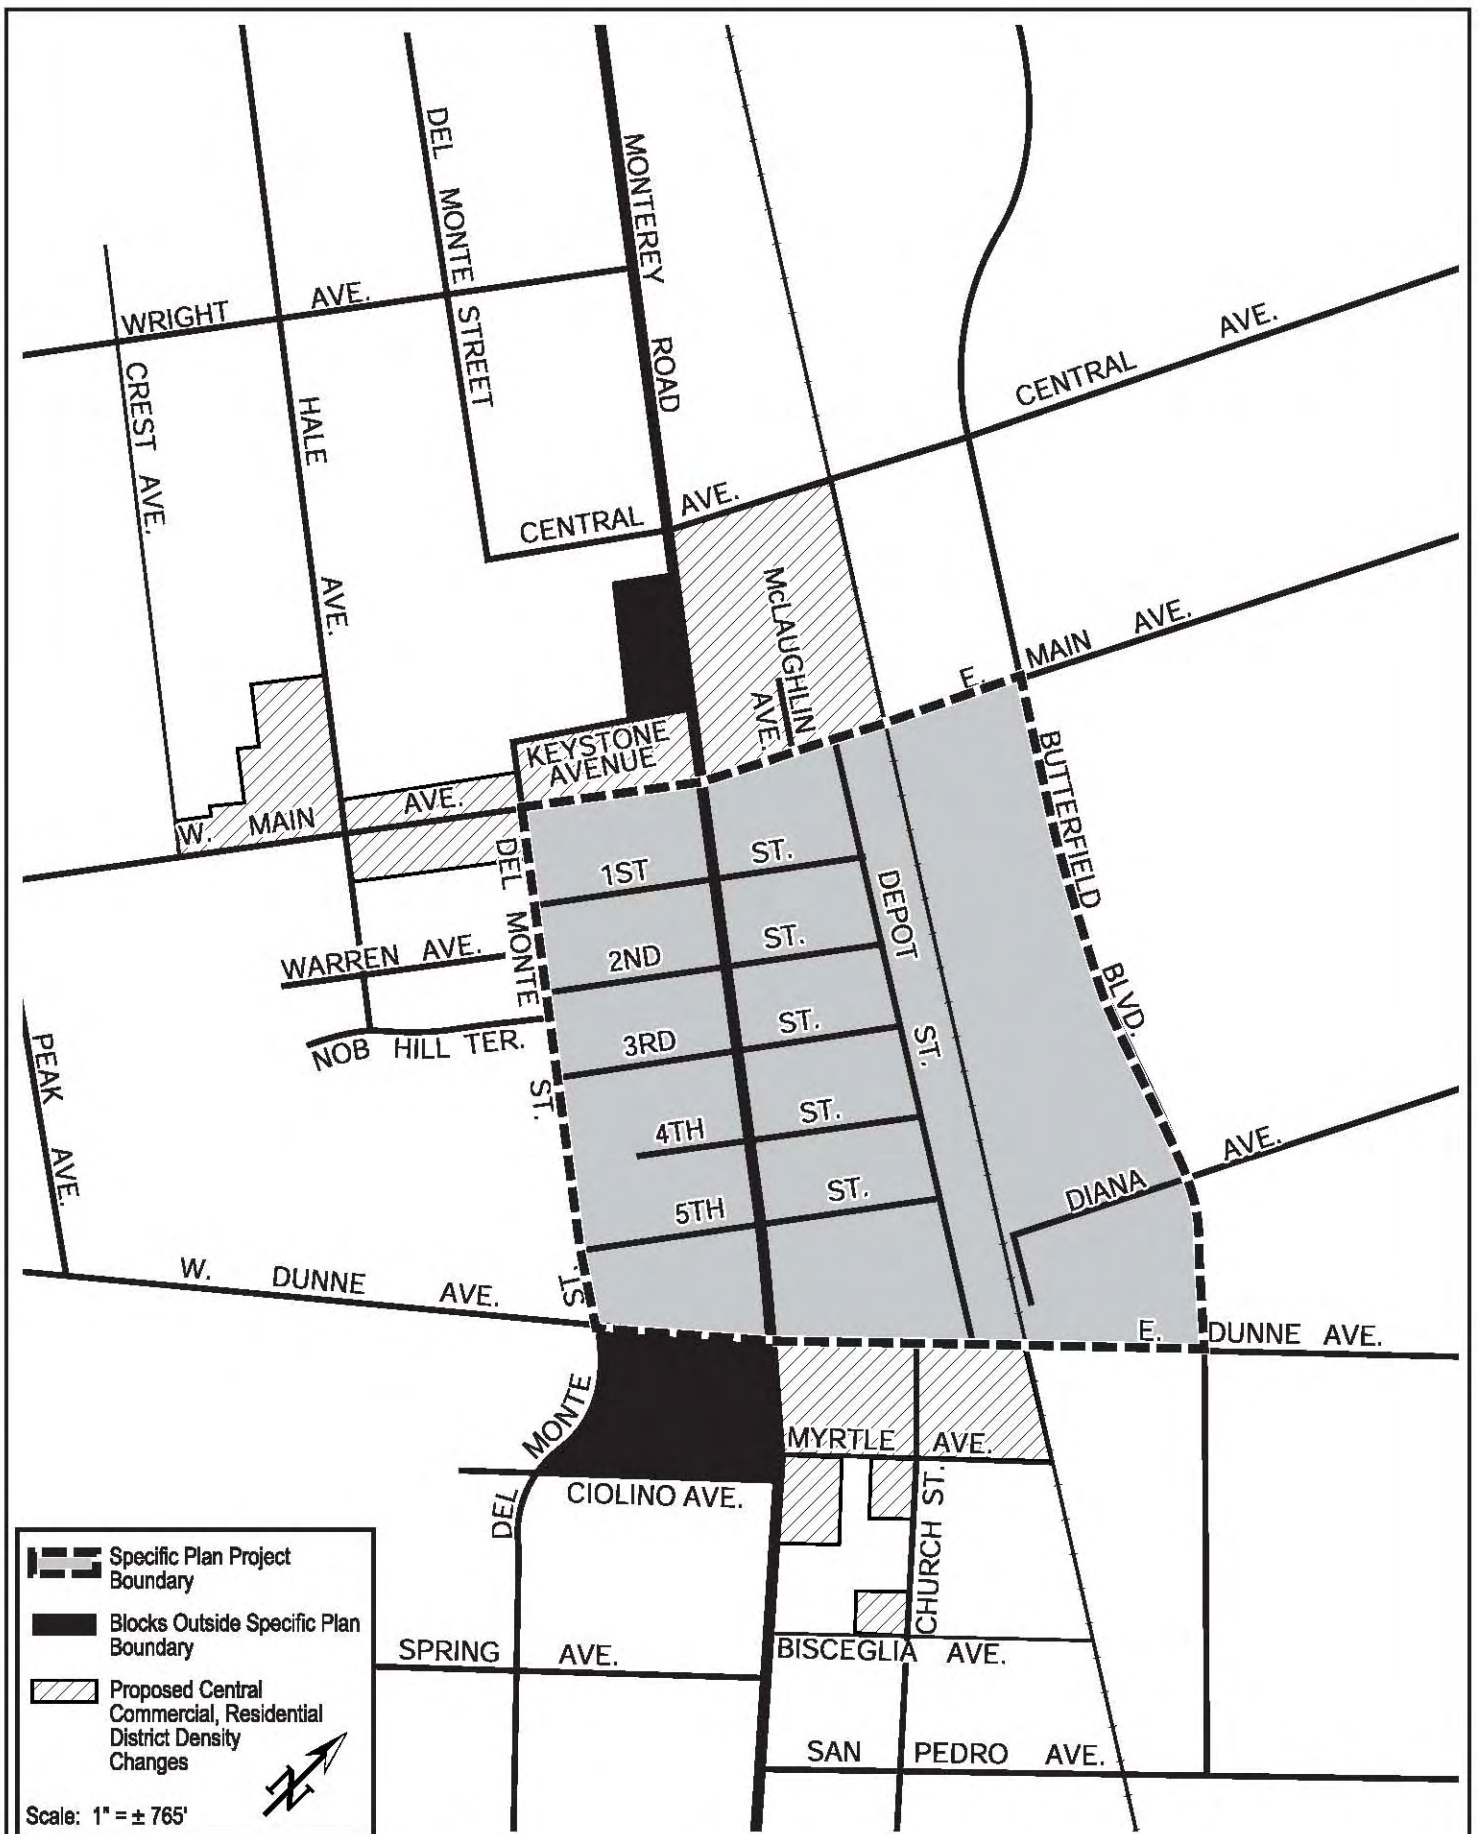 DEL MONTE STREET
MONTEREY ROAD
WRIGHT AVE.
CREST AVE.
HALE AVE.
CENTRAL AVE.
CENTRAL AVE.
McLAUGHLIN
AVE.
E. MAIN AVE.
KEYSTONE
AVENUE
W. MAIN AVE.
BUTTERFIELD BLVD.
DEL MONTE ST.
1ST ST.
DEPOT ST.
2ND ST.
WARREN AVE.
NOB HILL TER.
3RD ST.
PEAK AVE.
4TH ST.
5TH ST.
DIANA AVE.
W. DUNNE AVE.
ST.
E. DUNNE AVE.
DEL MONTE
MYRTLE AVE.
CIOLINO AVE.
CHURCH ST.
SPRING AVE.
BISCEGLIA AVE.
SAN PEDRO AVE.
Specific Plan Project
Boundary
Blocks Outside Specific Plan
Boundary
Proposed Central
Commercial, Residential
District Density
Changes
N
Scale: 1" = ± 765'